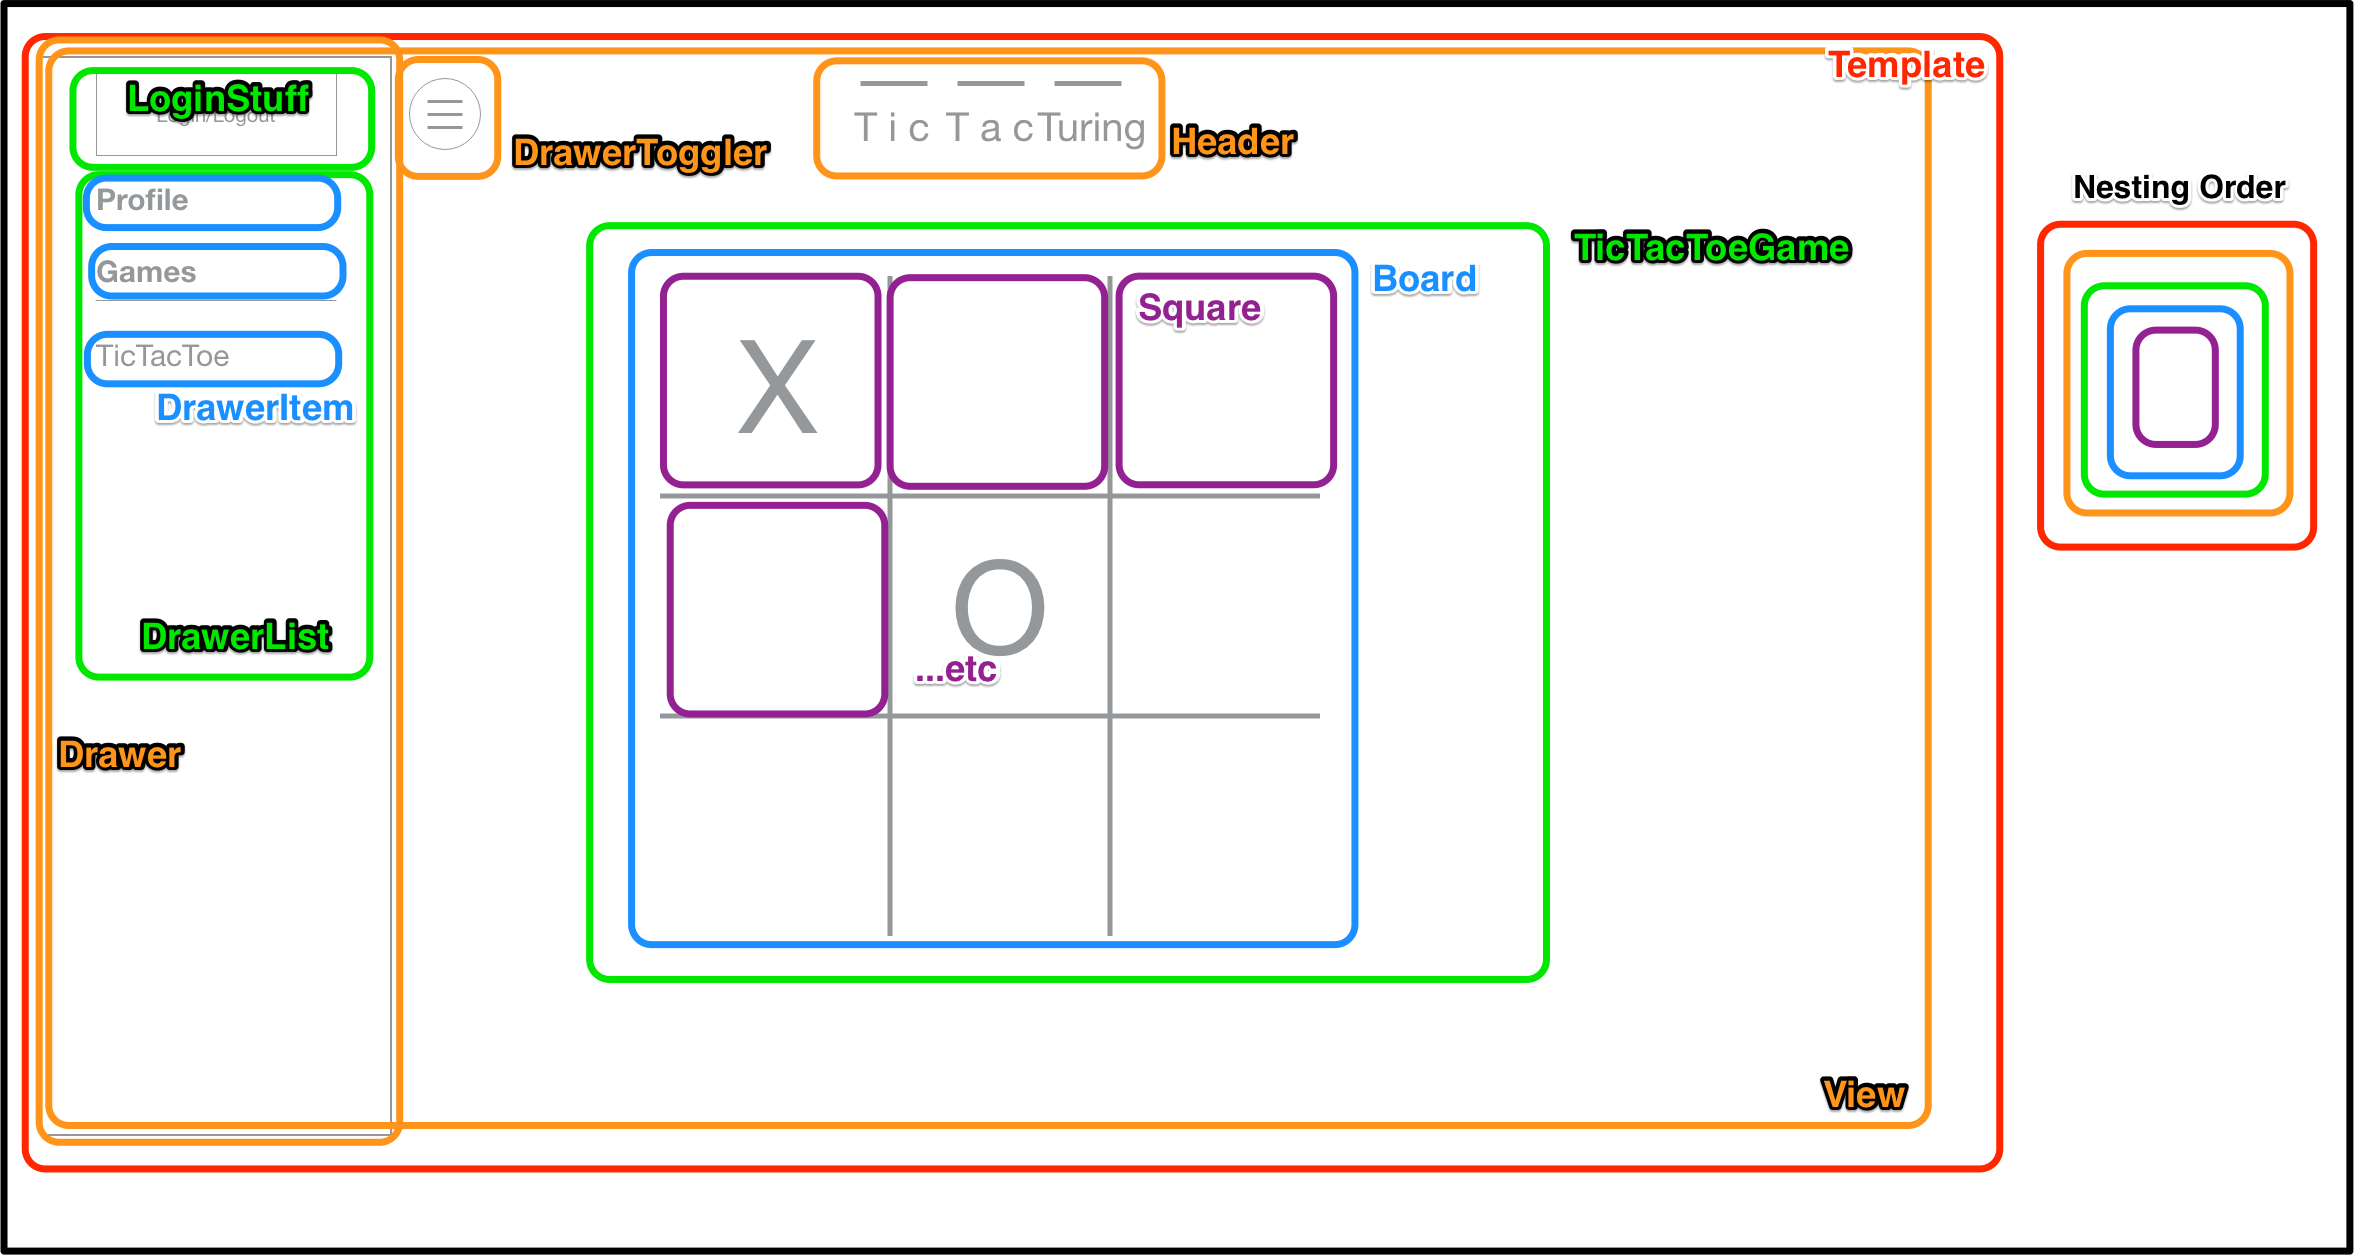 Template
LoginStuff
Login/Logout
DrawerToggler
T i c T a c Turing
Header
Nesting Order
Profile
Games
TicTacToe
DrawerItem
DrawerList
Drawer
TicTacToeGame
Board
Square
X
O
...etc
View